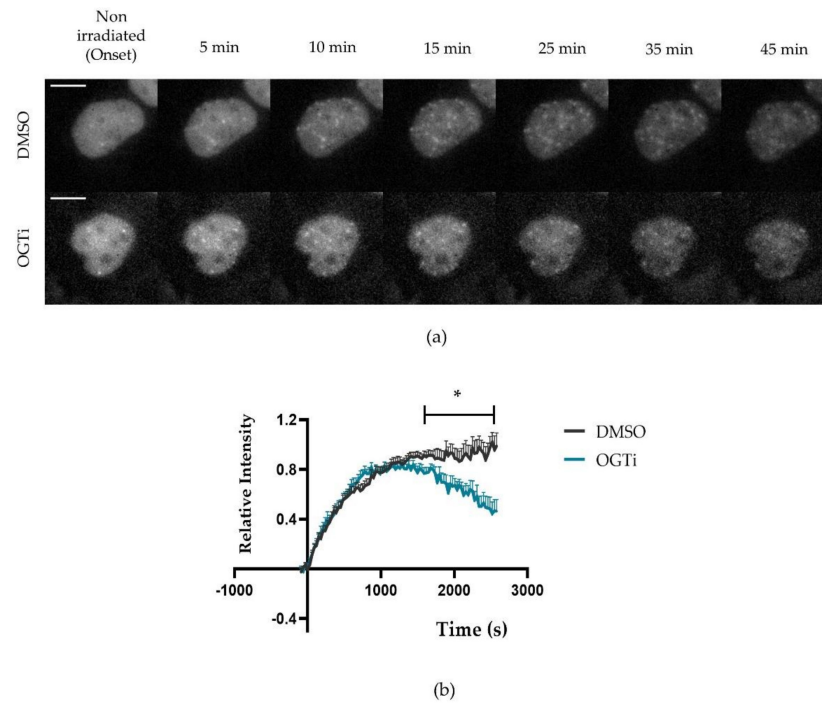 Non
irradiated
(Onset)
5 min
10 min
15 min
25 min
35 min
45 min
DMSO
OGTi
(a)
*
1.2
0.8
0.4
-0.4
Relative Intensity
-1000
1000
2000
3000
Time (s)
DMSO
OGTi
(b)